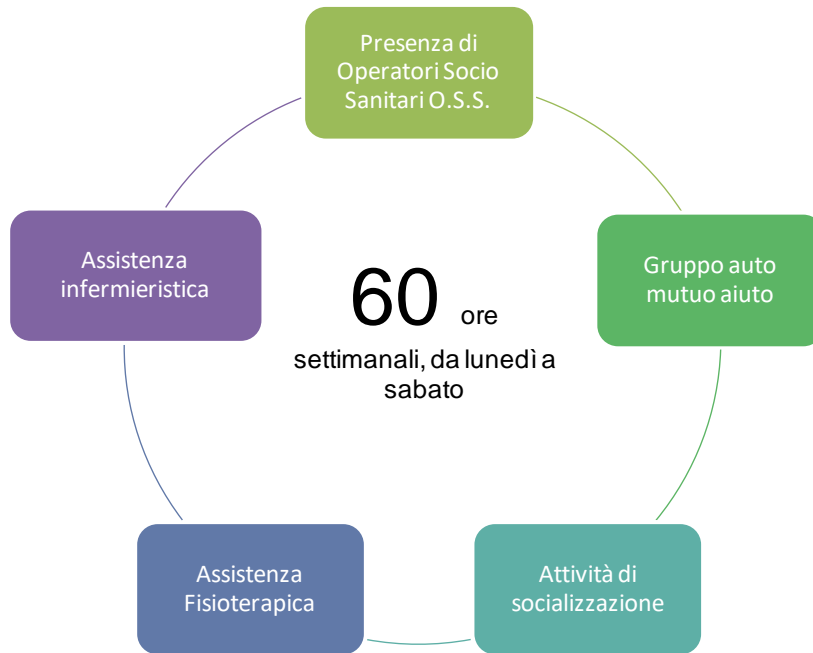 Presenza di
Operatori Socio
Sanitari O.S.S.
Gruppo auto
mutuo aiuto
Attività di
socializzazione
Assistenza
Fisioterapica
Assistenza
infermieristica
60 ore
settimanali, da lunedì a
sabato